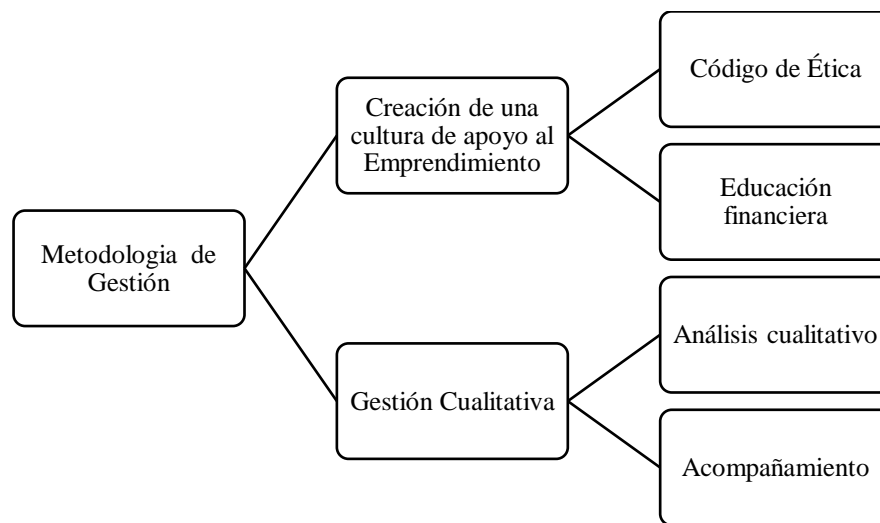 Metodologia de
Gestión
Creación de una
cultura de apoyo al
Emprendimiento
Código de Ética
Educación
financiera
Gestión Cualitativa
Análisis cualitativo
Acompañamiento